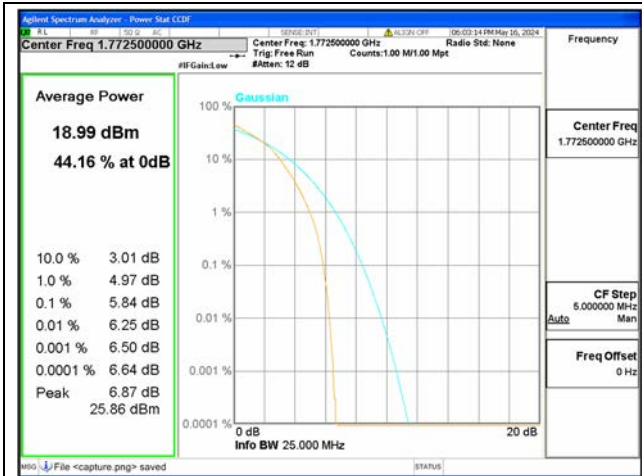 Agilent Spectrum Analyzer - Power Stat CCDF
RL RF 50 Ω AC SENSE:INT ALIGN OFF 06:03:14 PM May 16, 2024
Center Freq 1.772500000 GHz
Center Freq: 1.772500000 GHz Radio Std: None
Trig: Free Run Counts:1.00 M/1.00 Mpt
#IFGain:Low #Atten: 12 dB
Frequency
Average Power
18.99 dBm
44.16 % at 0dB
10.0 % 3.01 dB
1.0 % 4.97 dB
0.1 % 5.84 dB
0.01 % 6.25 dB
0.001 % 6.50 dB
0.0001 % 6.64 dB
Peak 6.87 dB
25.86 dBm
Gaussian
100 %
10 %
1 %
0.1 %
0.01 %
0.001 %
0.0001 %
0 dB 20 dB
Info BW 25.000 MHz
Center Freq
1.772500000 GHz
CF Step
5.000000 MHz
Auto Man
Freq Offset
0 Hz
MSG File <capture.png> saved STATUS